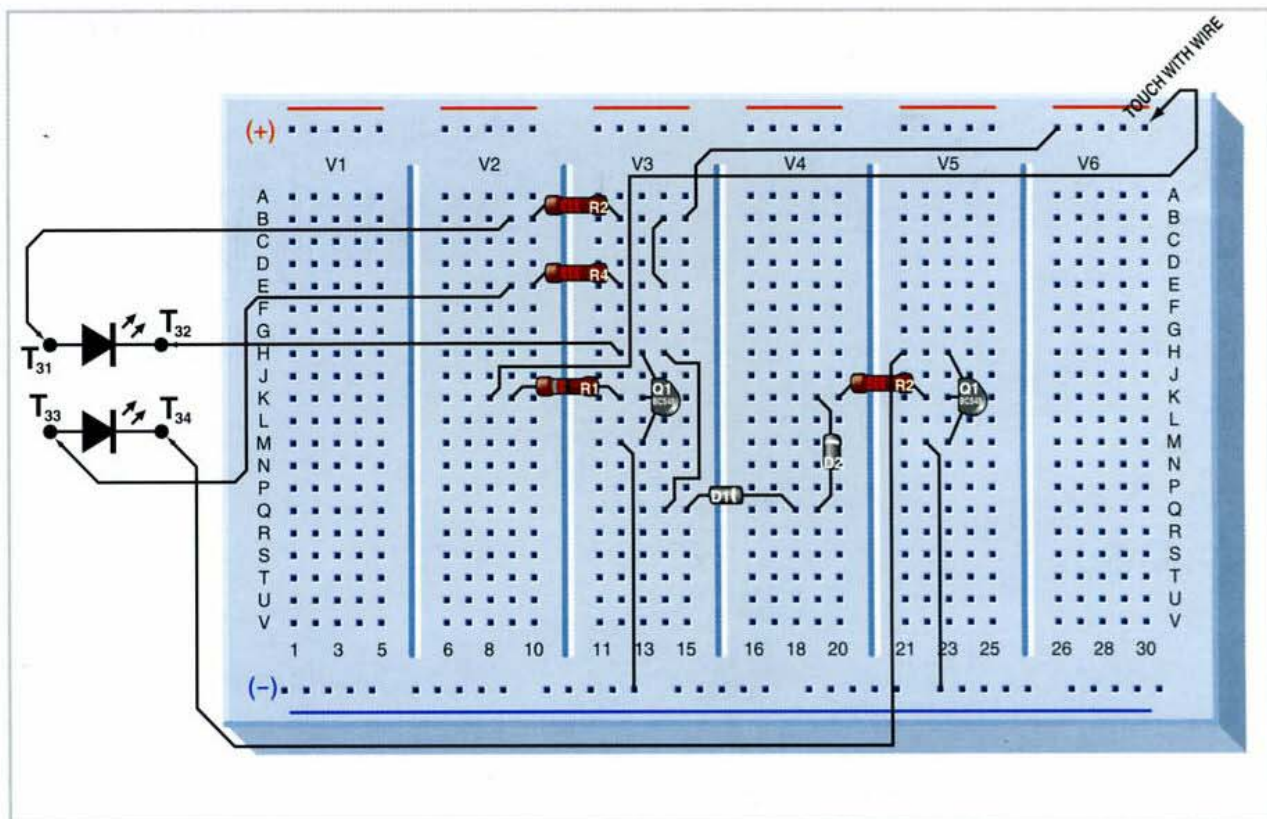 TOUCH WITH WIRE
(+)
V1 V2 V3 V4 V5 V6
A A
B R2 B
C C
D D
E R4 E
F F
G G
T31 T32 H H
J J
T33 T34 K R1 Q1 R2 Q1 K
L L
M M
N D2 N
P P
Q D1 Q
R R
S S
T T
U U
V V
1 3 5 6 8 10 11 13 15 16 18 20 21 23 25 26 28 30
(-)